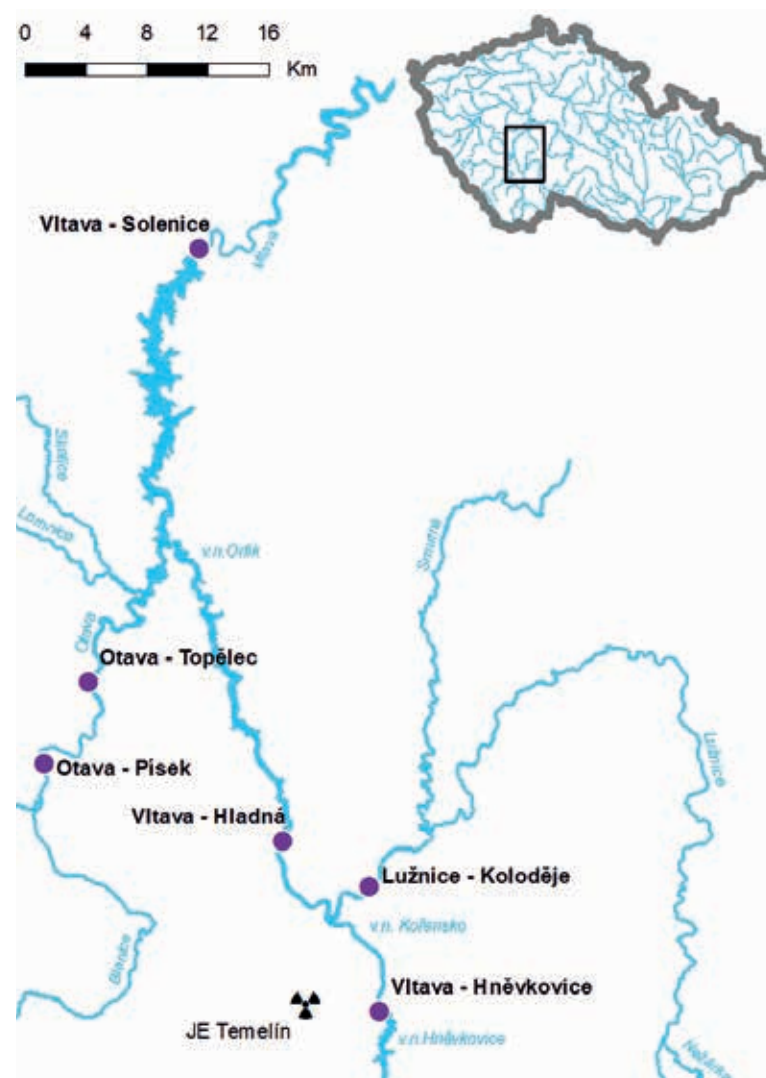 0 4 8 12 16
Km
Vltava - Solenice
Vltava
Skalice
Lomnice
v.n.Orlík
Smutná
Otava
Otava - Topělec
Lužnice
Otava - Písek
Vltava - Hladná
Lužnice - Koloděje
v.n. Kořensko
Blanice
Vltava - Hněvkovice
JE Temelín
v.n.Hněvkovice
Nežárka